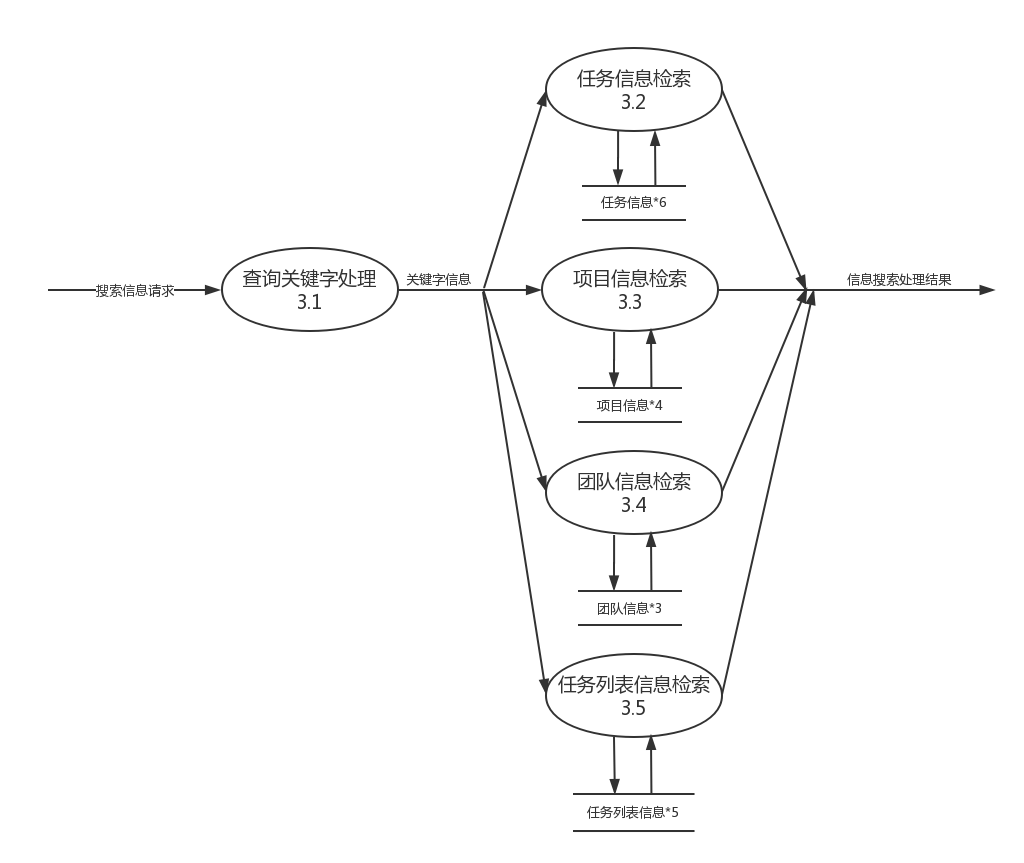 任务信息检索
3.2
任务信息*6
搜索信息请求
查询关键字处理
3.1
关键字信息
项目信息检索
3.3
信息搜索处理结果
项目信息*4
团队信息检索
3.4
团队信息*3
任务列表信息检索
3.5
任务列表信息*5